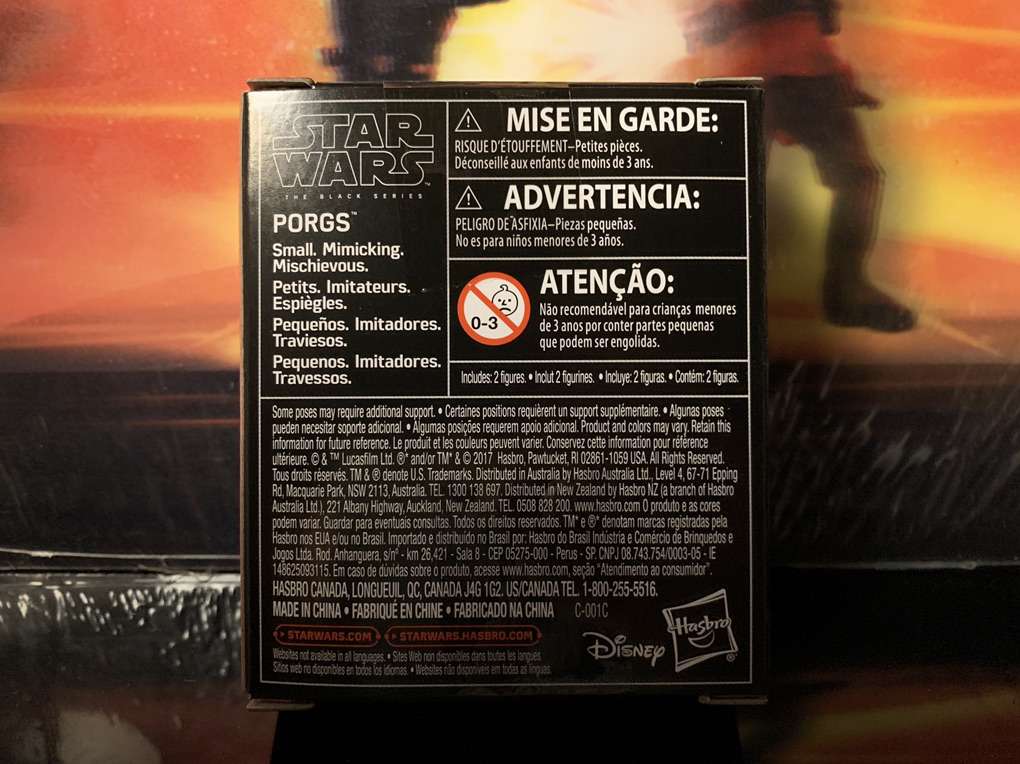 STAR
WARS™
THE BLACK SERIES
PORGS™
Small. Mimicking.
Mischievous.
Petits. Imitateurs.
Espiègles.
Pequeños. Imitadores.
Traviesos.
Pequenos. Imitadores.
Travessos.
MISE EN GARDE:
RISQUE D'ÉTOUFFEMENT–Petites pièces.
Déconseillé aux enfants de moins de 3 ans.
ADVERTENCIA:
PELIGRO DE ASFIXIA–Piezas pequeñas.
No es para niños menores de 3 años.
0-3
ATENÇÃO:
Não recomendável para crianças menores
de 3 anos por conter partes pequenas
que podem ser engolidas.
Includes: 2 figures. • Inclut 2 figurines. • Incluye: 2 figuras. • Contém: 2 figuras.
Some poses may require additional support. • Certaines positions requièrent un support supplémentaire. • Algunas poses
pueden necesitar soporte adicional. • Algumas posições requerem apoio adicional. Product and colors may vary. Retain this
information for future reference. Le produit et les couleurs peuvent varier. Conservez cette information pour référence
ultérieure. © & ™ Lucasfilm Ltd. ®* and/or TM* & © 2017 Hasbro, Pawtucket, RI 02861-1059 USA. All Rights Reserved.
Tous droits réservés. TM & ® denote U.S. Trademarks. Distributed in Australia by Hasbro Australia Ltd., Level 4, 67-71 Epping
Rd, Macquarie Park, NSW 2113, Australia. TEL. 1300 138 697. Distributed in New Zealand by Hasbro NZ (a branch of Hasbro
Australia Ltd.), 221 Albany Highway, Auckland, New Zealand. TEL. 0508 828 200. www.hasbro.com O produto e as cores
podem variar. Guardar para eventuais consultas. Todos os direitos reservados. TM* e ®* denotam marcas registradas pela
Hasbro nos EUA e/ou no Brasil. Importado e distribuído no Brasil por: Hasbro do Brasil Indústria e Comércio de Brinquedos e
Jogos Ltda. Rod. Anhanguera, s/nº - km 26,421 - Sala 8 - CEP 05275-000 - Perus - SP. CNPJ 08.743.754/0003-05 - IE
148625093115. Em caso de dúvidas sobre o produto, acesse www.hasbro.com, seção "Atendimento ao consumidor".
HASBRO CANADA, LONGUEUIL, QC, CANADA J4G 1G2. US/CANADA TEL. 1-800-255-5516.
MADE IN CHINA • FABRIQUÉ EN CHINE • FABRICADO NA CHINA C-001C
• STARWARS.COM • STARWARS.HASBRO.COM
Websites not available in all languages. • Sites Web non disponibles dans toutes les langues.
Sitios web no disponibles en todos los idiomas. • Websites não disponíveis em todas as línguas.
Disney
Hasbro®